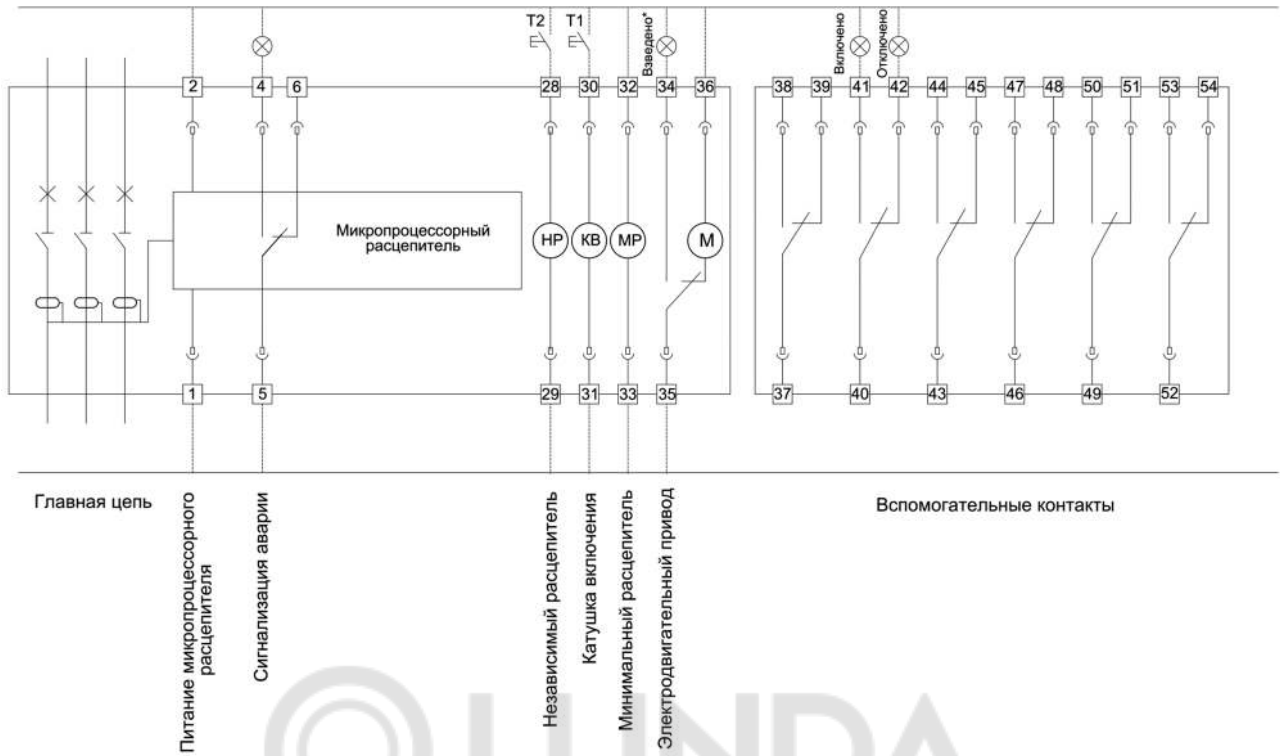 T2
T1
Взведено*
Включено
Отключено
2
4
6
28
30
32
34
36
38
39
41
42
44
45
47
48
50
51
53
54
Микропроцессорный
расцепитель
НР
КВ
МР
М
1
5
29
31
33
35
37
40
43
46
49
52
Главная цепь
Питание микропроцессорного
расцепителя
Сигнализация аварии
Независимый расцепитель
Катушка включения
Минимальный расцепитель
Электродвигательный привод
Вспомогательные контакты
LUNDA